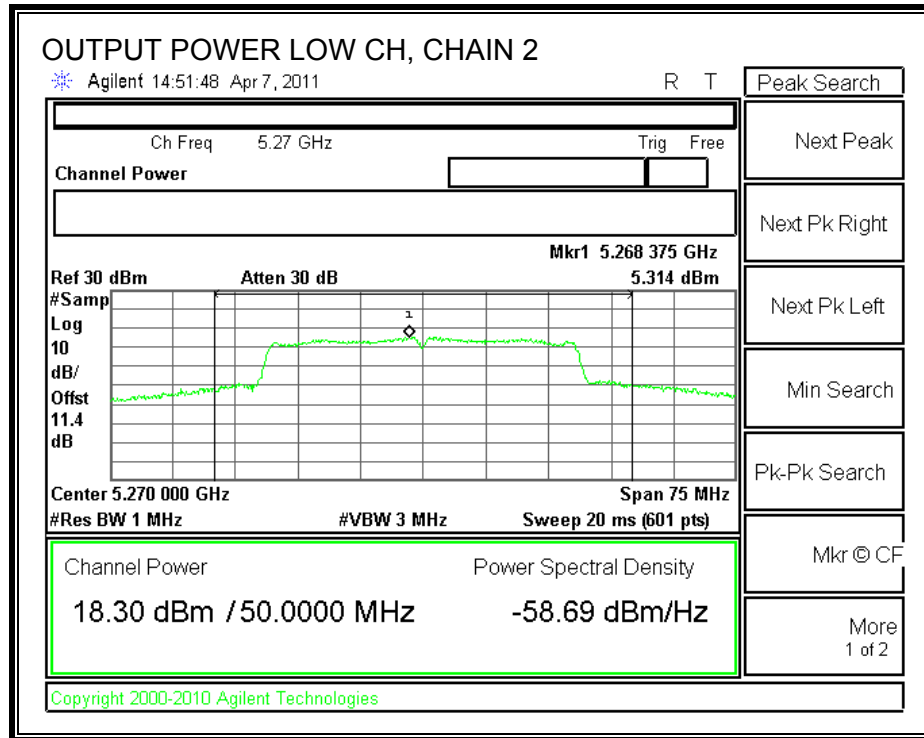 OUTPUT POWER LOW CH, CHAIN 2
Agilent 14:51:48 Apr 7, 2011 R T
Peak Search
Ch Freq 5.27 GHz Trig Free
Channel Power
Mkr1 5.268 375 GHz
Ref 30 dBm Atten 30 dB 5.314 dBm
#Samp
Log
10
dB/
Offst
11.4
dB
1
Center 5.270 000 GHz Span 75 MHz
#Res BW 1 MHz #VBW 3 MHz Sweep 20 ms (601 pts)
Channel Power Power Spectral Density
18.30 dBm / 50.0000 MHz -58.69 dBm/Hz
Next Peak
Next Pk Right
Next Pk Left
Min Search
Pk-Pk Search
Mkr © CF
More
1 of 2
Copyright 2000-2010 Agilent Technologies